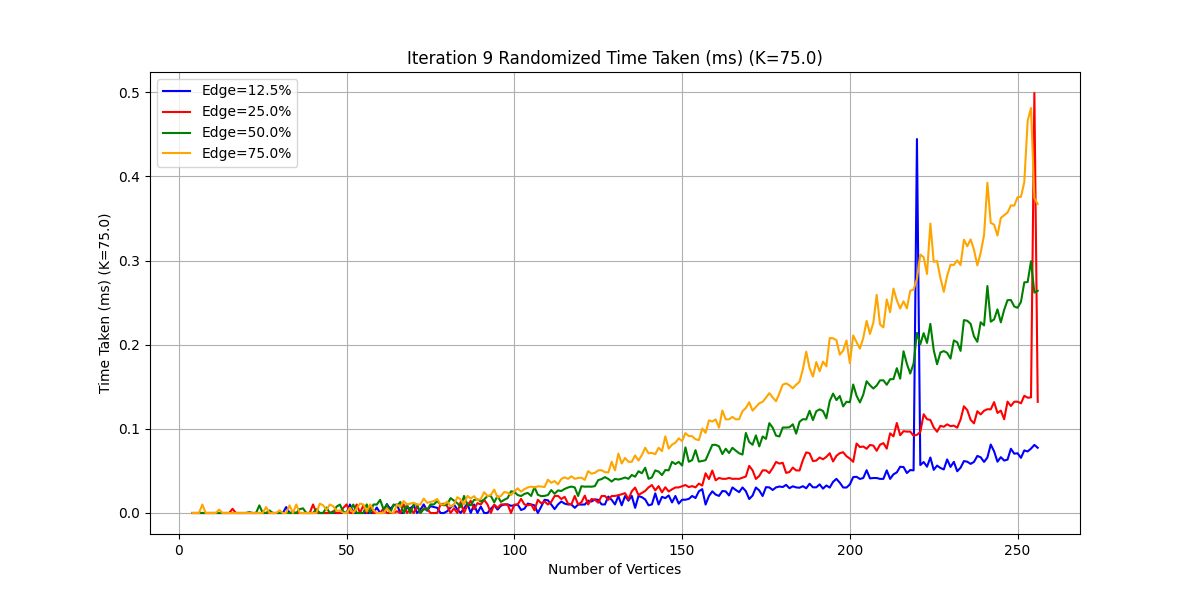 Iteration 9 Randomized Time Taken (ms) (K=75.0)
Edge=12.5%
Edge=25.0%
Edge=50.0%
Edge=75.0%
Time Taken (ms) (K=75.0)
0.5
0.4
0.3
0.2
0.1
0.0
0 50 100 150 200 250
Number of Vertices